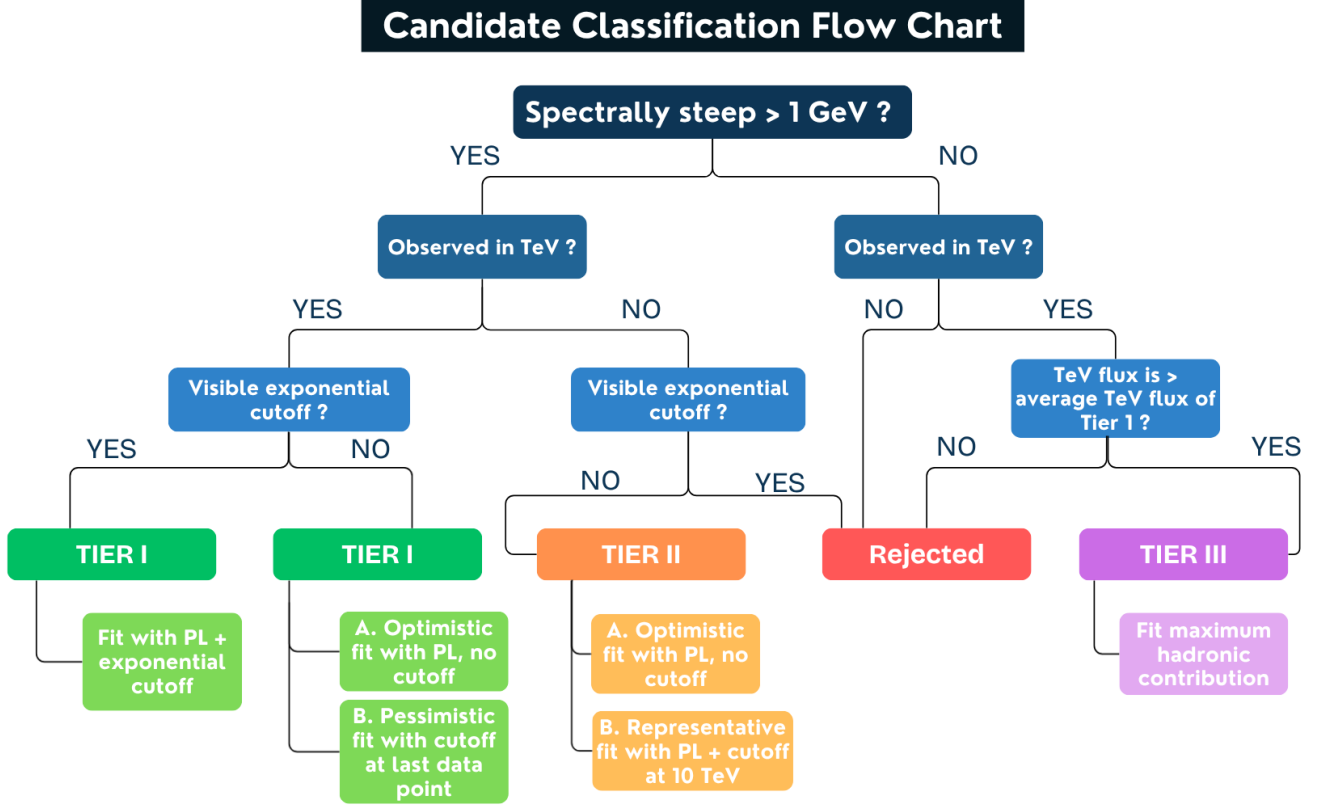 Candidate Classification Flow Chart
Spectrally steep > 1 GeV ?
YES
NO
Observed in TeV ?
Observed in TeV ?
YES
NO
NO
YES
Visible exponential
cutoff ?
Visible exponential
cutoff ?
TeV flux is >
average TeV flux of
Tier 1 ?
YES
NO
NO
YES
NO
YES
TIER I
TIER I
TIER II
Rejected
TIER III
Fit with PL +
exponential
cutoff
A. Optimistic
fit with PL, no
cutoff
B. Pessimistic
fit with cutoff
at last data
point
A. Optimistic
fit with PL, no
cutoff
B. Representative
fit with PL + cutoff
at 10 TeV
Fit maximum
hadronic
contribution